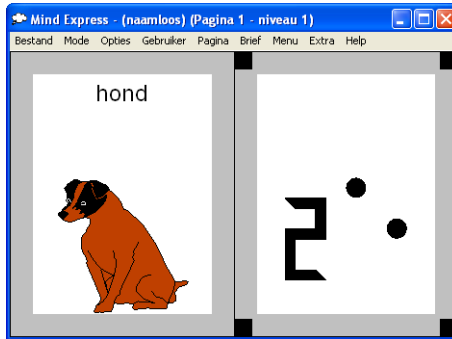 Mind Express - (naamloos) (Pagina 1 - niveau 1)
Bestand Mode Opties Gebruiker Pagina Brief Menu Extra Help
hond